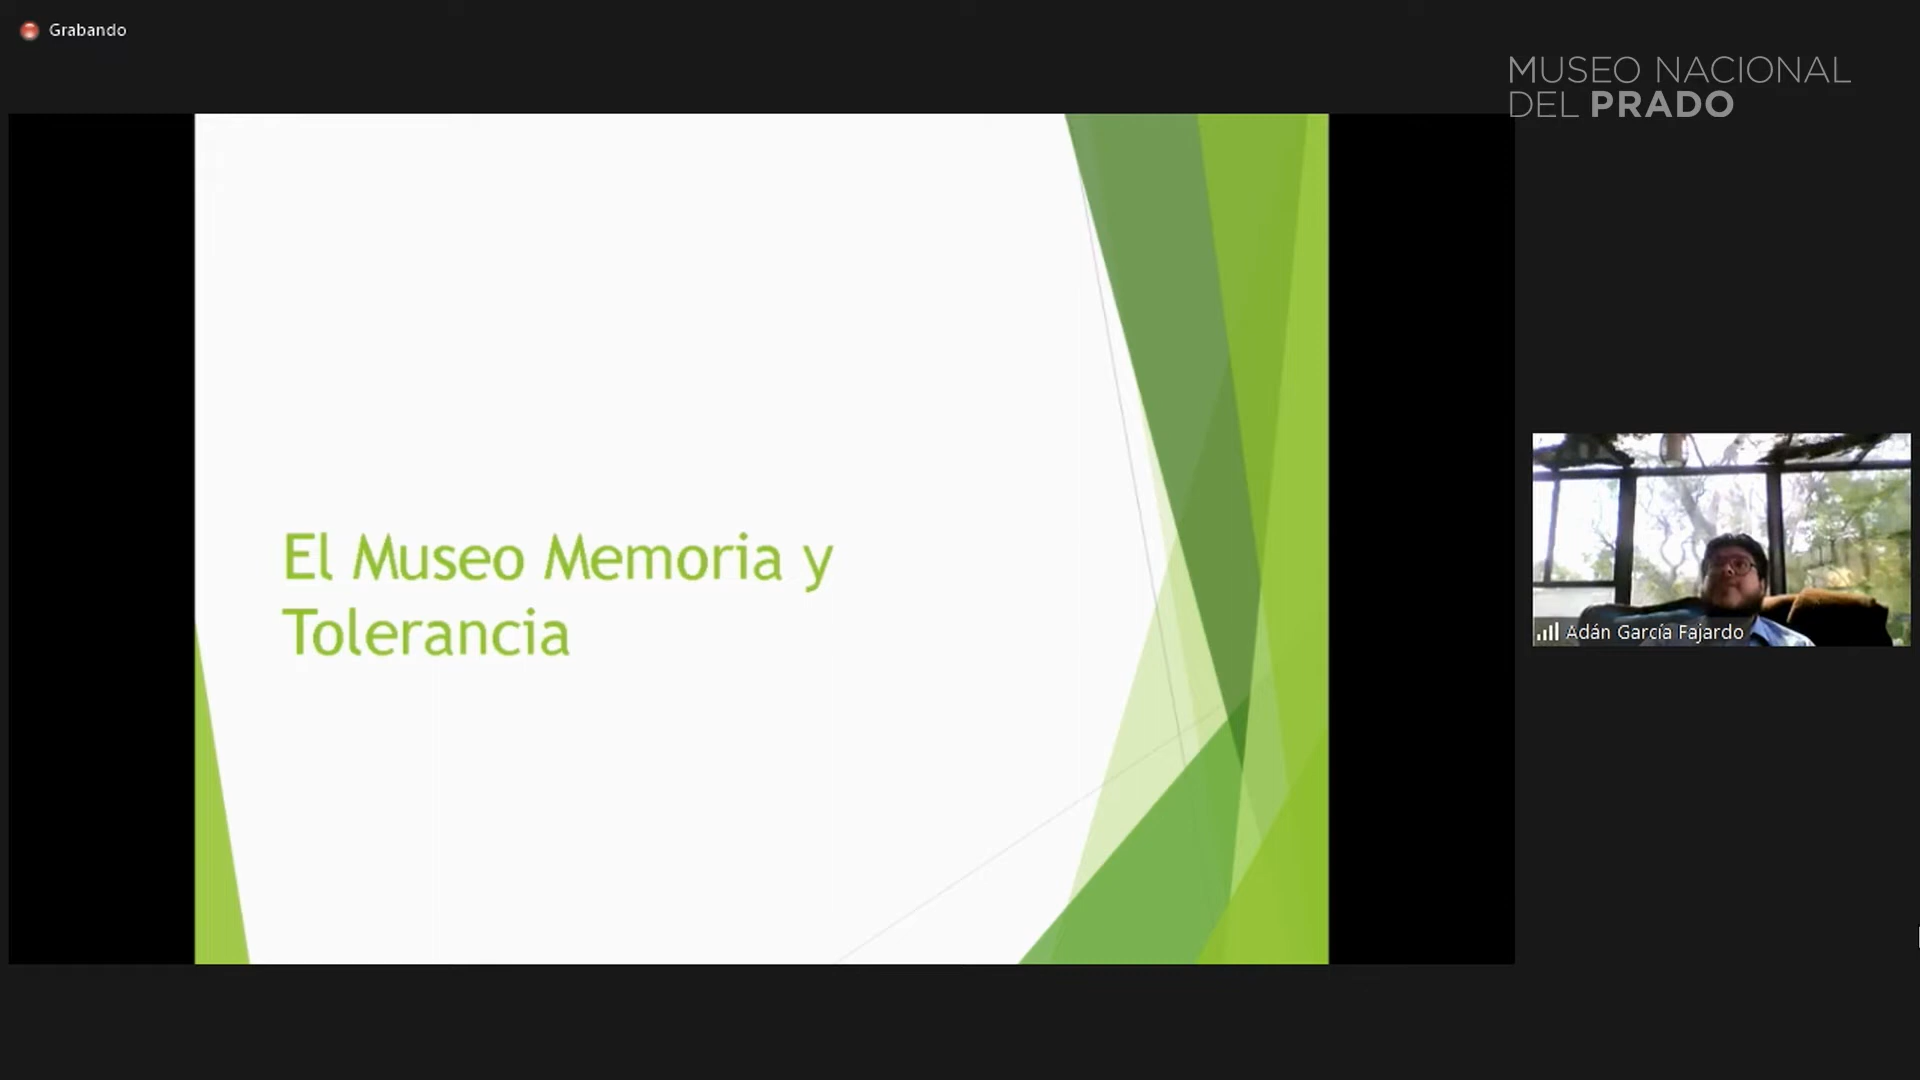 Grabando
MUSEO NACIONAL
DEL PRADO
El Museo Memoria y
Tolerancia
Adán García Fajardo